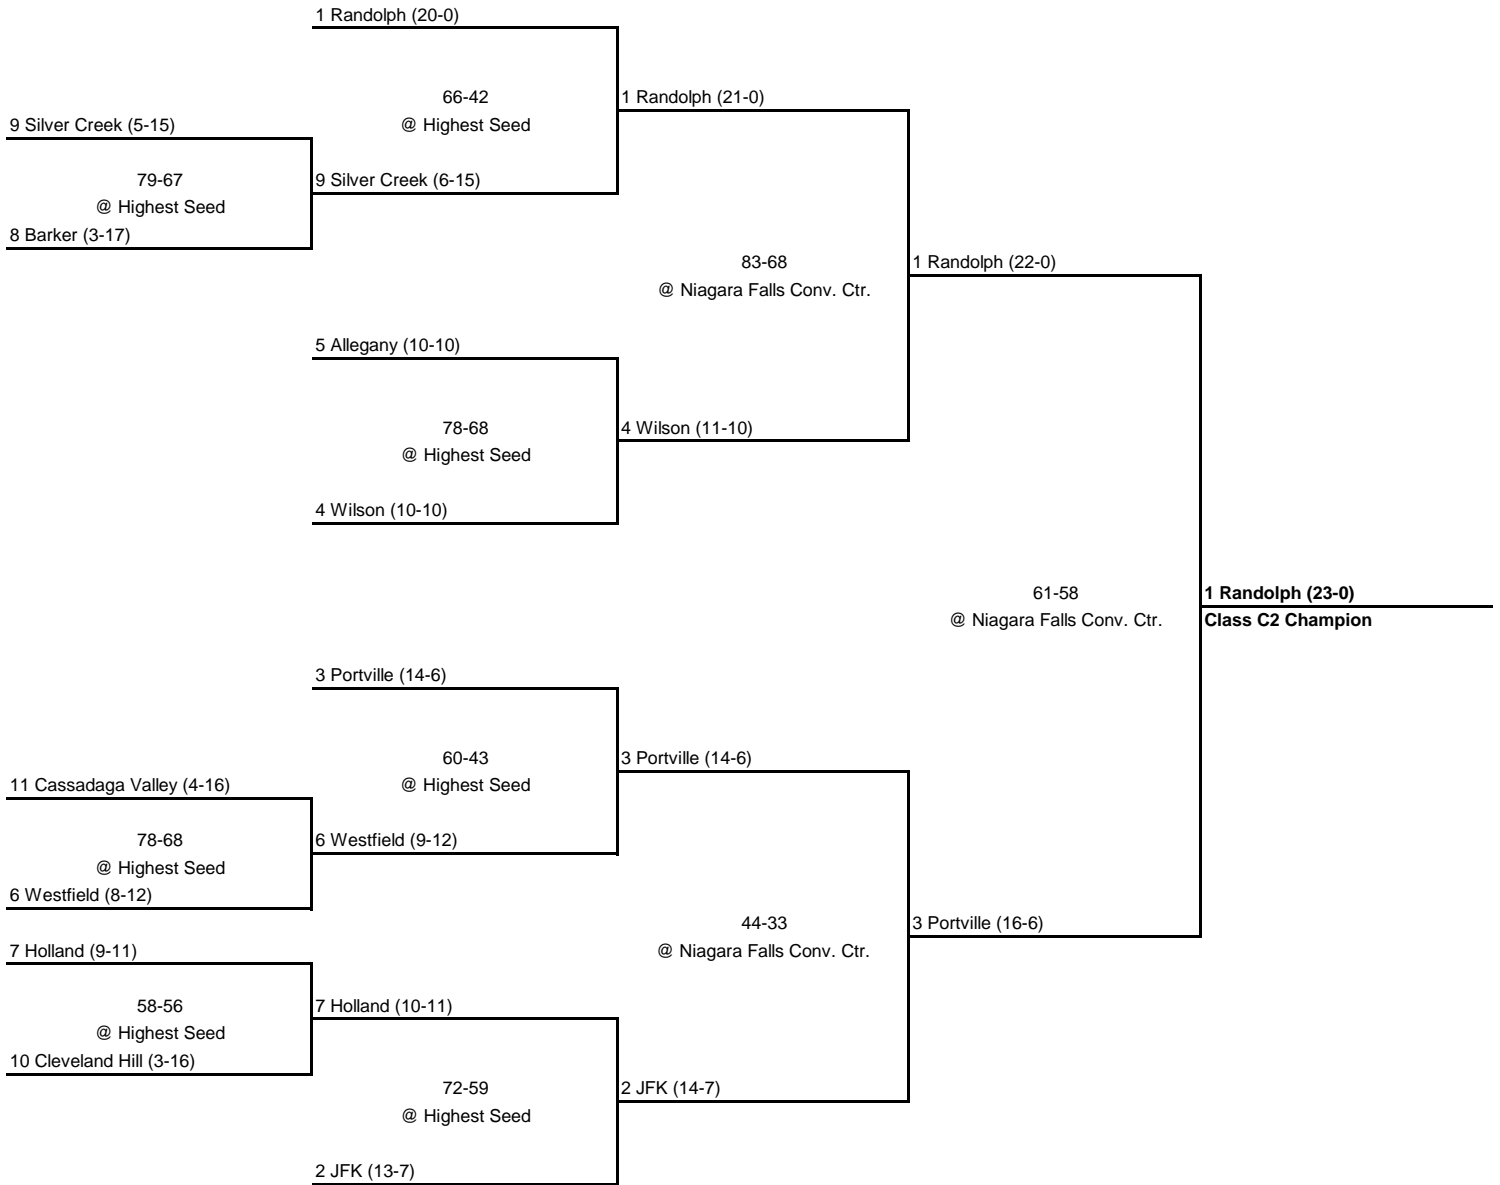 1 Randolph (20-0)
66-42
@ Highest Seed
1 Randolph (21-0)
9 Silver Creek (5-15)
79-67
@ Highest Seed
9 Silver Creek (6-15)
8 Barker (3-17)
83-68
@ Niagara Falls Conv. Ctr.
1 Randolph (22-0)
5 Allegany (10-10)
78-68
@ Highest Seed
4 Wilson (11-10)
4 Wilson (10-10)
61-58
@ Niagara Falls Conv. Ctr.
1 Randolph (23-0)
Class C2 Champion
3 Portville (14-6)
60-43
@ Highest Seed
3 Portville (14-6)
11 Cassadaga Valley (4-16)
78-68
@ Highest Seed
6 Westfield (9-12)
6 Westfield (8-12)
44-33
@ Niagara Falls Conv. Ctr.
3 Portville (16-6)
7 Holland (9-11)
58-56
@ Highest Seed
7 Holland (10-11)
10 Cleveland Hill (3-16)
72-59
@ Highest Seed
2 JFK (14-7)
2 JFK (13-7)